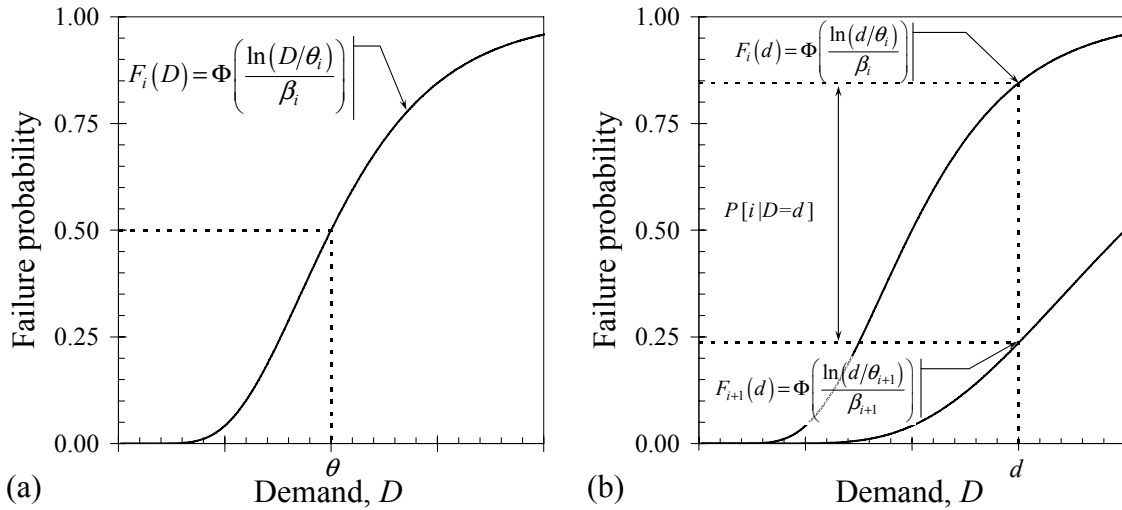 1.00
0.75
0.50
0.25
0.00
Failure probability
F_i(D) = Φ(ln(D/θ_i)/β_i)
θ
Demand, D
(a)
1.00
0.75
0.50
0.25
0.00
Failure probability
F_i(d) = Φ(ln(d/θ_i)/β_i)
P[i|D=d]
F_{i+1}(d) = Φ(ln(d/θ_{i+1})/β_{i+1})
d
Demand, D
(b)